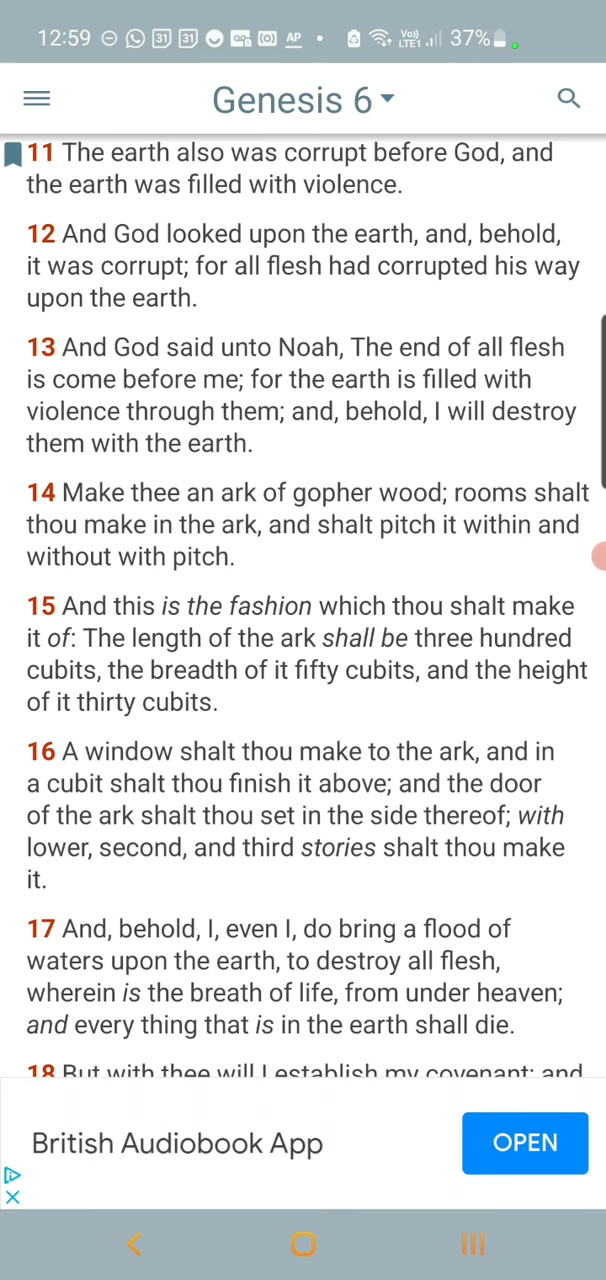 12:59 31 31 AP Vo)) LTE1 37%
Genesis 6
11 The earth also was corrupt before God, and
the earth was filled with violence.
12 And God looked upon the earth, and, behold,
it was corrupt; for all flesh had corrupted his way
upon the earth.
13 And God said unto Noah, The end of all flesh
is come before me; for the earth is filled with
violence through them; and, behold, I will destroy
them with the earth.
14 Make thee an ark of gopher wood; rooms shalt
thou make in the ark, and shalt pitch it within and
without with pitch.
15 And this is the fashion which thou shalt make
it of: The length of the ark shall be three hundred
cubits, the breadth of it fifty cubits, and the height
of it thirty cubits.
16 A window shalt thou make to the ark, and in
a cubit shalt thou finish it above; and the door
of the ark shalt thou set in the side thereof; with
lower, second, and third stories shalt thou make
it.
17 And, behold, I, even I, do bring a flood of
waters upon the earth, to destroy all flesh,
wherein is the breath of life, from under heaven;
and every thing that is in the earth shall die.
18 But with thee will I establish my covenant; and
British Audiobook App
OPEN